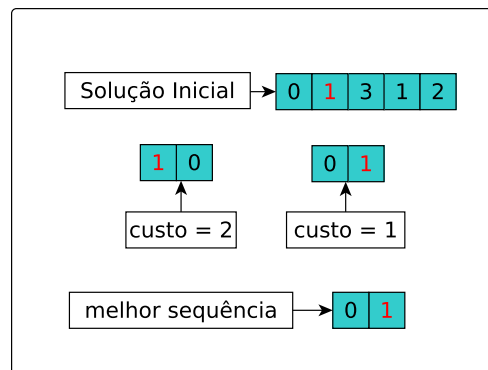 Solução Inicial 0 1 3 1 2
1 0 0 1
custo = 2 custo = 1
melhor sequência 0 1